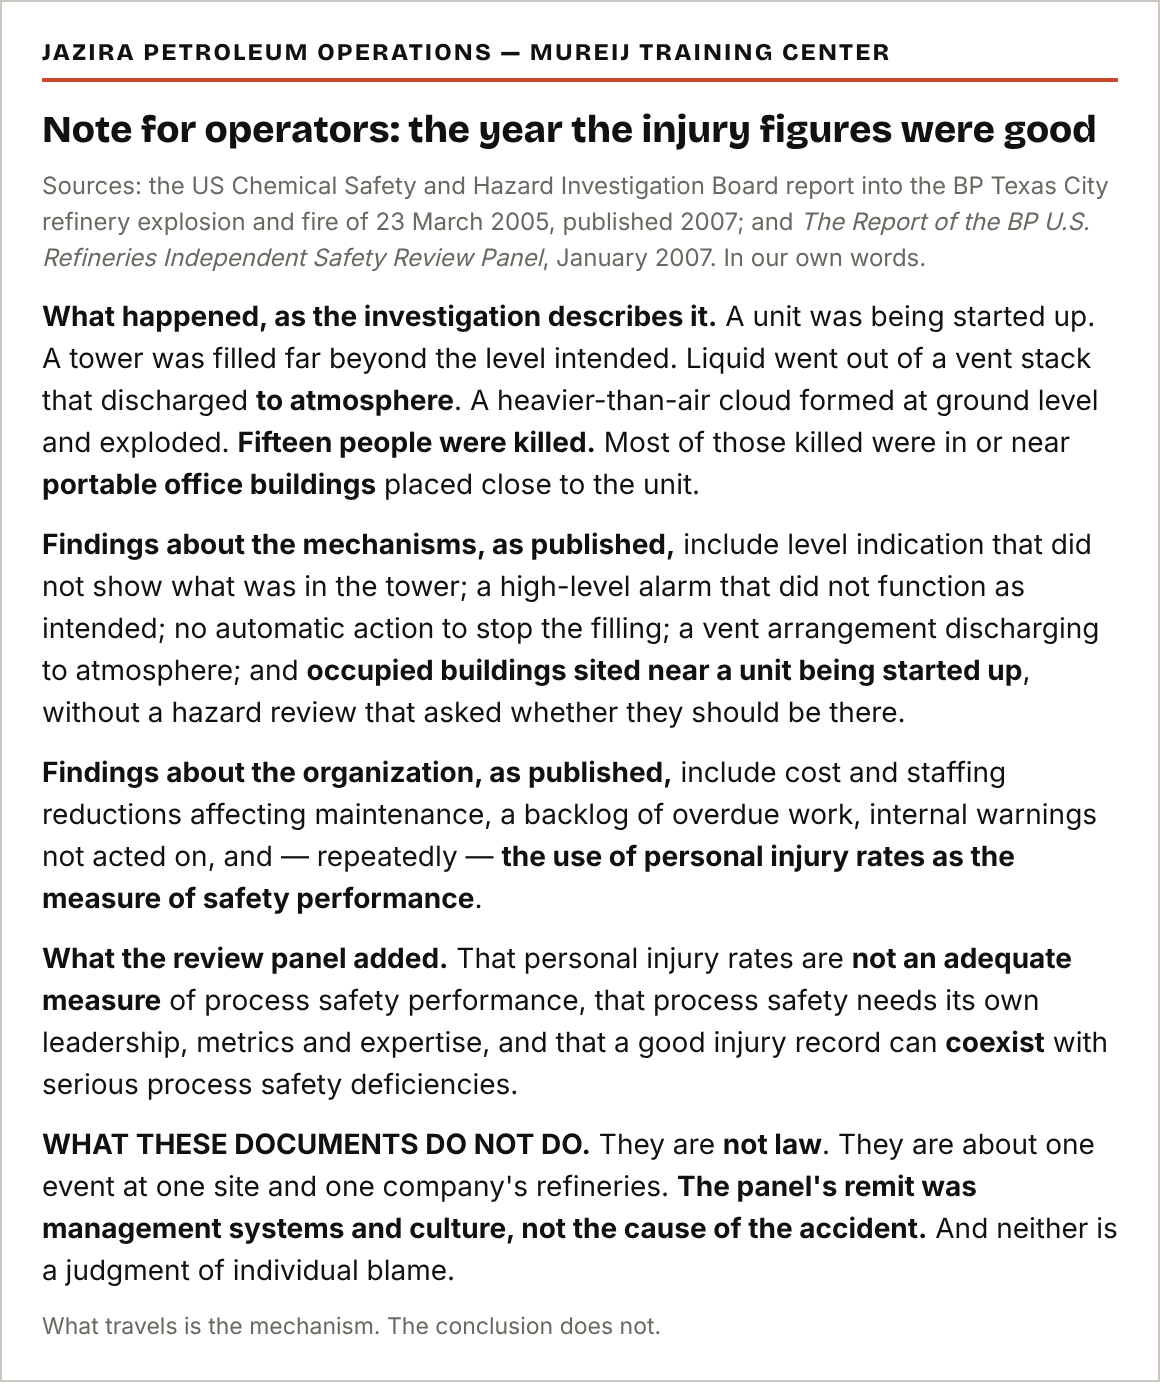 JAZIRA PETROLEUM OPERATIONS — MUREIJ TRAINING CENTER
Note for operators: the year the injury figures were good
Sources: the US Chemical Safety and Hazard Investigation Board report into the BP Texas City
refinery explosion and fire of 23 March 2005, published 2007; and The Report of the BP U.S.
Refineries Independent Safety Review Panel, January 2007. In our own words.
What happened, as the investigation describes it. A unit was being started up.
A tower was filled far beyond the level intended. Liquid went out of a vent stack
that discharged to atmosphere. A heavier-than-air cloud formed at ground level
and exploded. Fifteen people were killed. Most of those killed were in or near
portable office buildings placed close to the unit.
Findings about the mechanisms, as published, include level indication that did
not show what was in the tower; a high-level alarm that did not function as
intended; no automatic action to stop the filling; a vent arrangement discharging
to atmosphere; and occupied buildings sited near a unit being started up,
without a hazard review that asked whether they should be there.
Findings about the organization, as published, include cost and staffing
reductions affecting maintenance, a backlog of overdue work, internal warnings
not acted on, and — repeatedly — the use of personal injury rates as the
measure of safety performance.
What the review panel added. That personal injury rates are not an adequate
measure of process safety performance, that process safety needs its own
leadership, metrics and expertise, and that a good injury record can coexist with
serious process safety deficiencies.
WHAT THESE DOCUMENTS DO NOT DO. They are not law. They are about one
event at one site and one company's refineries. The panel's remit was
management systems and culture, not the cause of the accident. And neither is
a judgment of individual blame.
What travels is the mechanism. The conclusion does not.